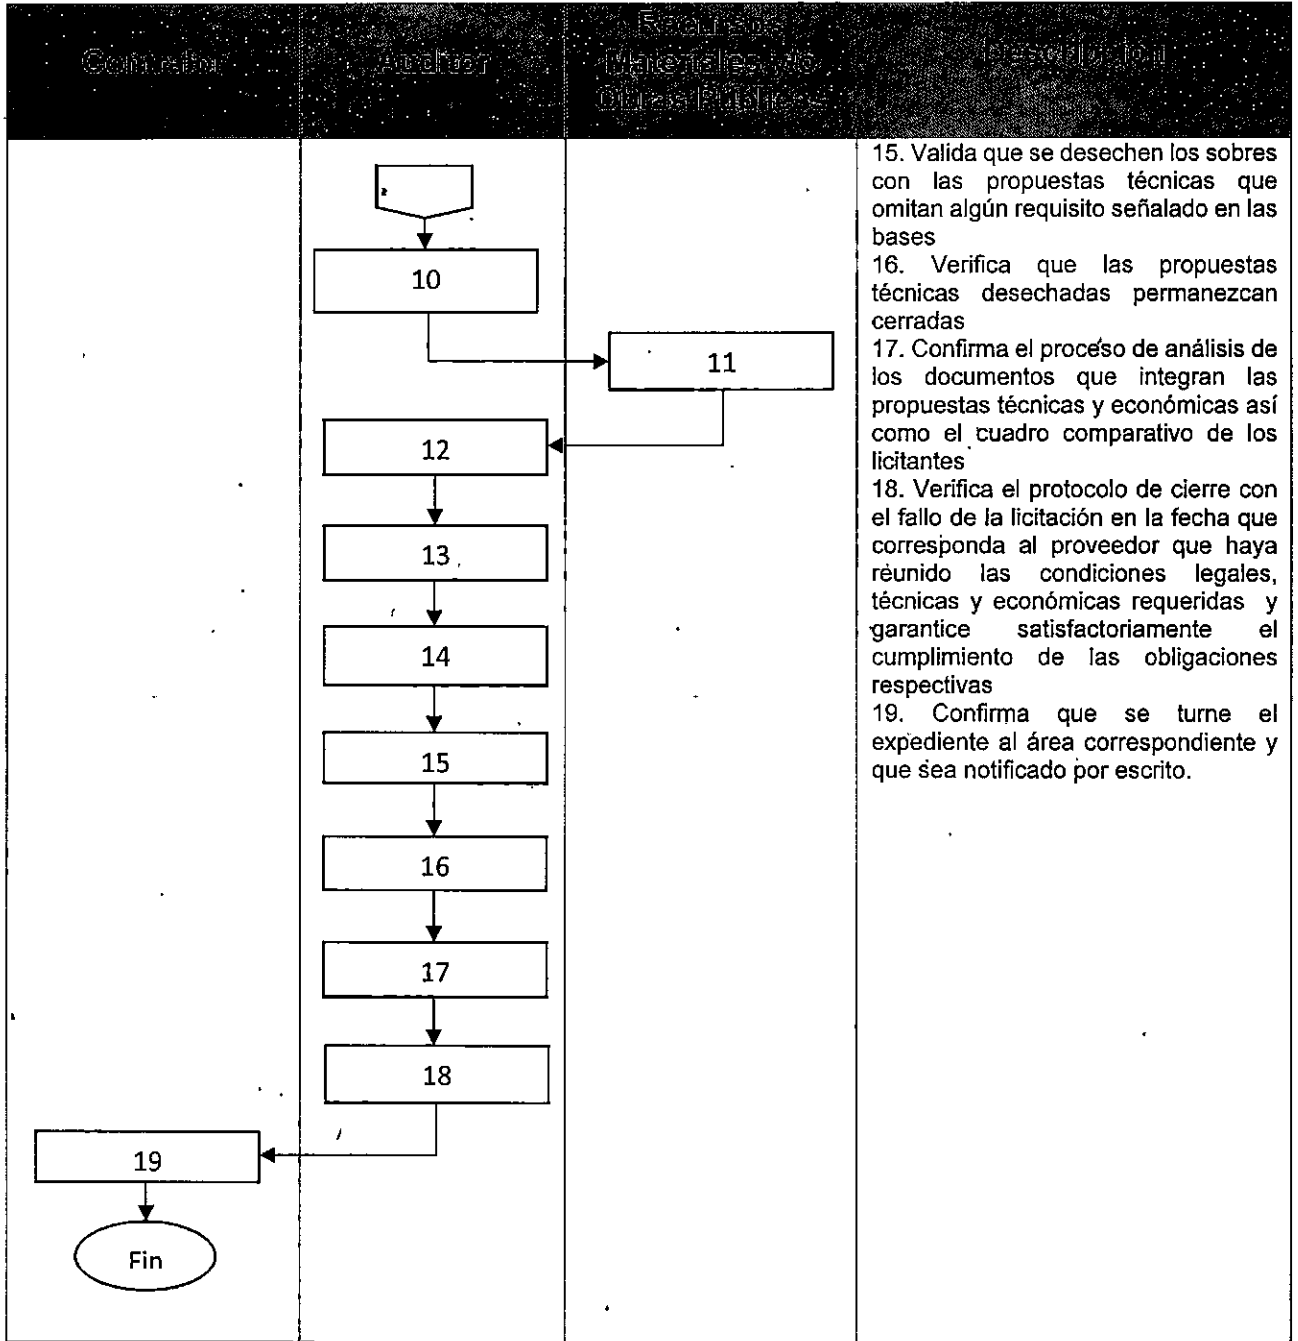 Contralor
Auditor
Recursos
Materiales y/o
Obras Públicas
Descripción
10
11
12
13
14
15
16
17
18
19
Fin
15. Valida que se desechen los sobres
con las propuestas técnicas que
omitan algún requisito señalado en las
bases
16. Verifica que las propuestas
técnicas desechadas permanezcan
cerradas
17. Confirma el proceso de análisis de
los documentos que integran las
propuestas técnicas y económicas así
como el cuadro comparativo de los
licitantes
18. Verifica el protocolo de cierre con
el fallo de la licitación en la fecha que
corresponda al proveedor que haya
reunido las condiciones legales,
técnicas y económicas requeridas y
garantice satisfactoriamente el
cumplimiento de las obligaciones
respectivas
19. Confirma que se turne el
expediente al área correspondiente y
que sea notificado por escrito.